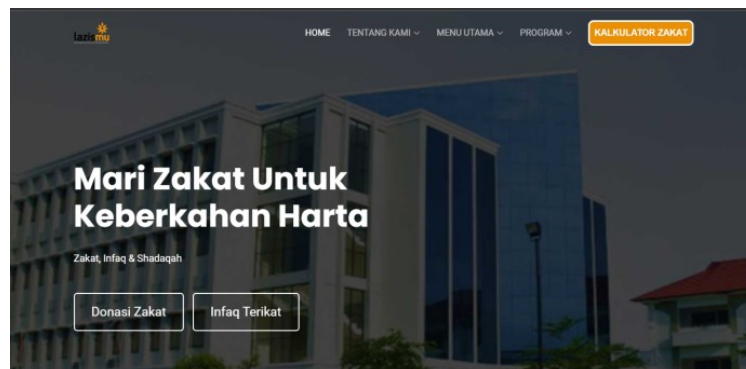 lazismu
HOME TENTANG KAMI MENU UTAMA PROGRAM KALKULATOR ZAKAT
Mari Zakat Untuk
Keberkahan Harta
Zakat, Infaq & Shadaqah
Donasi Zakat Infaq Terikat